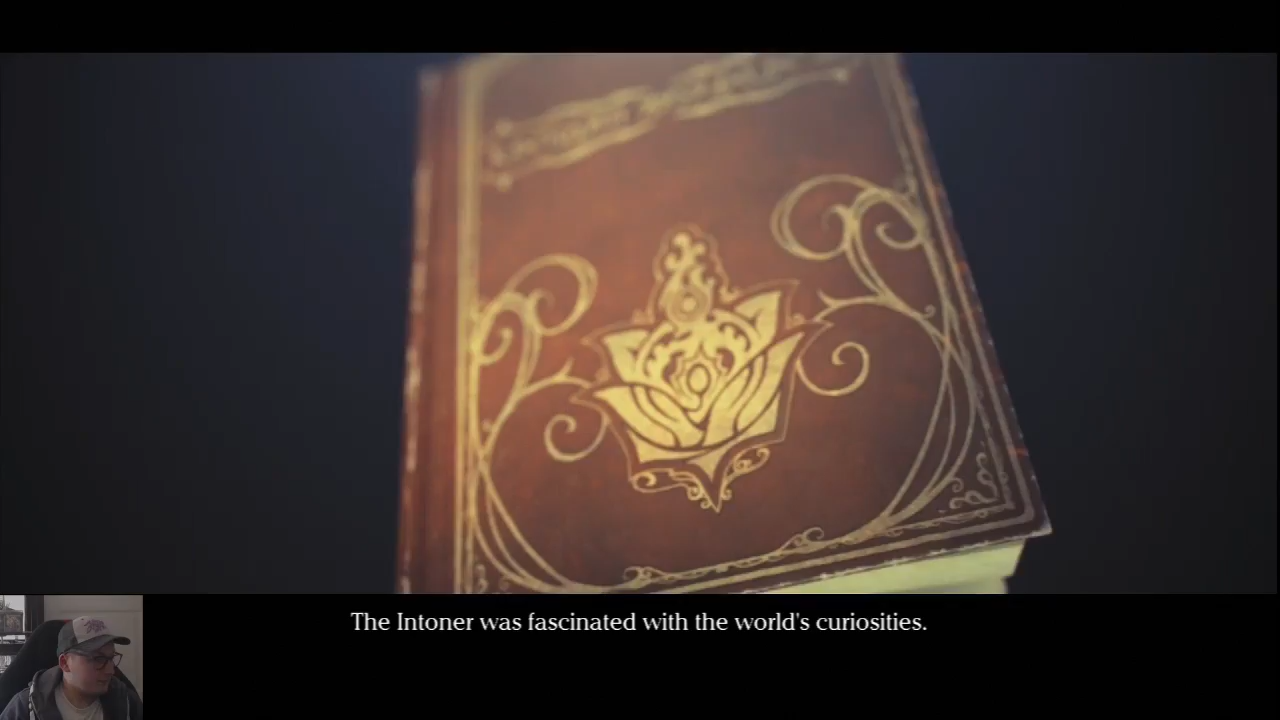 The Intoner was fascinated with the world's curiosities.